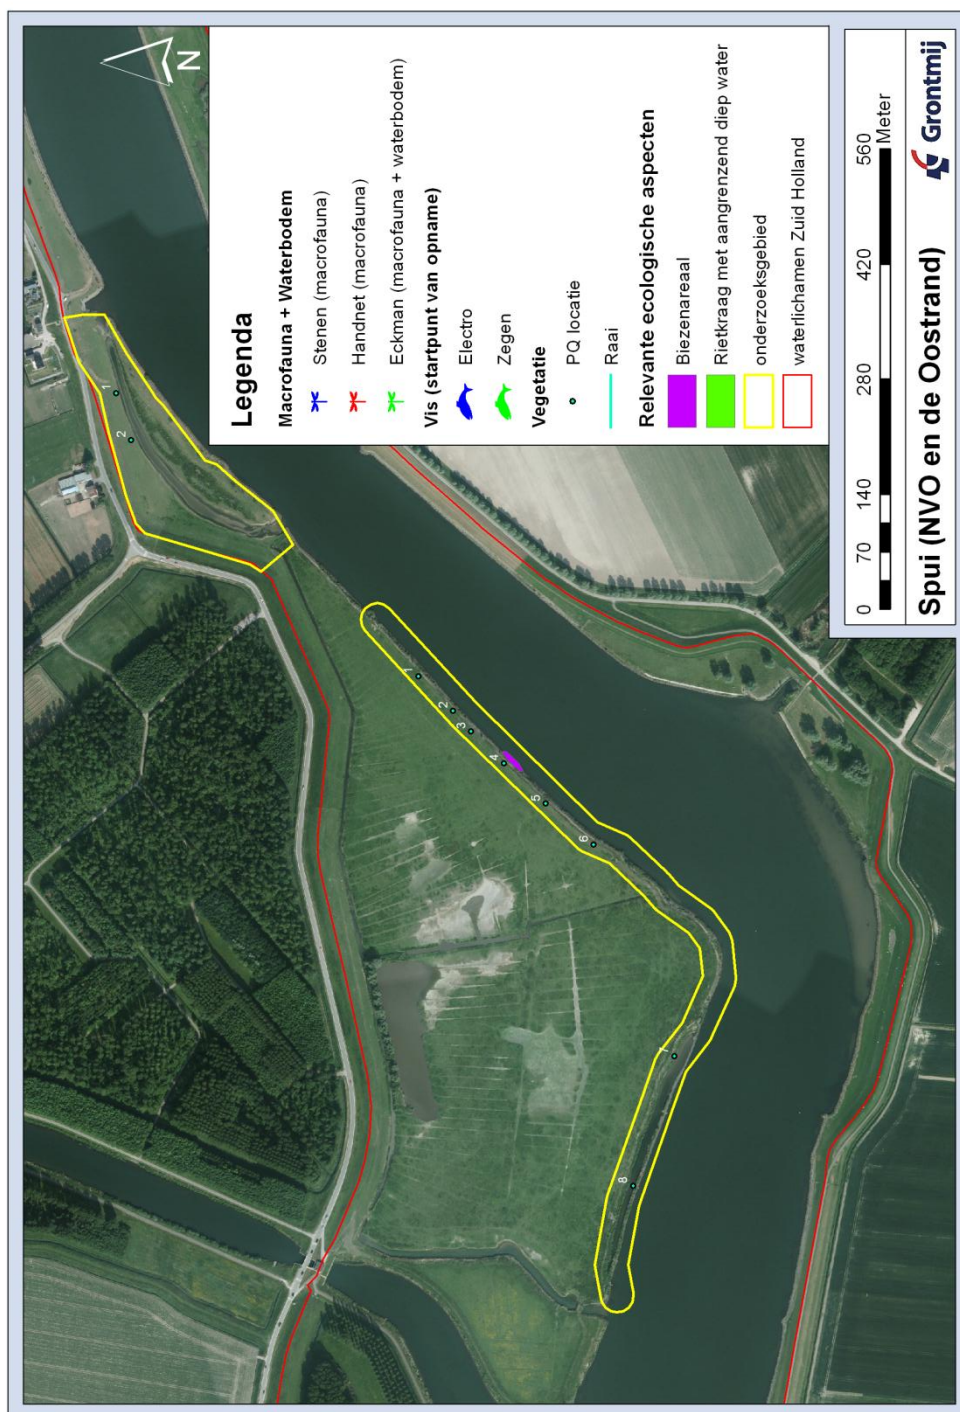 N
Legenda
Macrofauna + Waterbodem
Stenen (macrofauna)
Handnet (macrofauna)
Eckman (macrofauna + waterbodem)
Vis (startpunt van opname)
Electro
Zegen
Vegetatie
PQ locatie
Raai
Relevante ecologische aspecten
Biezenareaal
Rietkraag met aangrenzend diep water
onderzoeksgebied
waterlichamen Zuid Holland
0 70 140 280 420 560
Meter
Spui (NVO en de Oostrand)
Grontmij
1
2
1
2
3
4
5
6
7
8